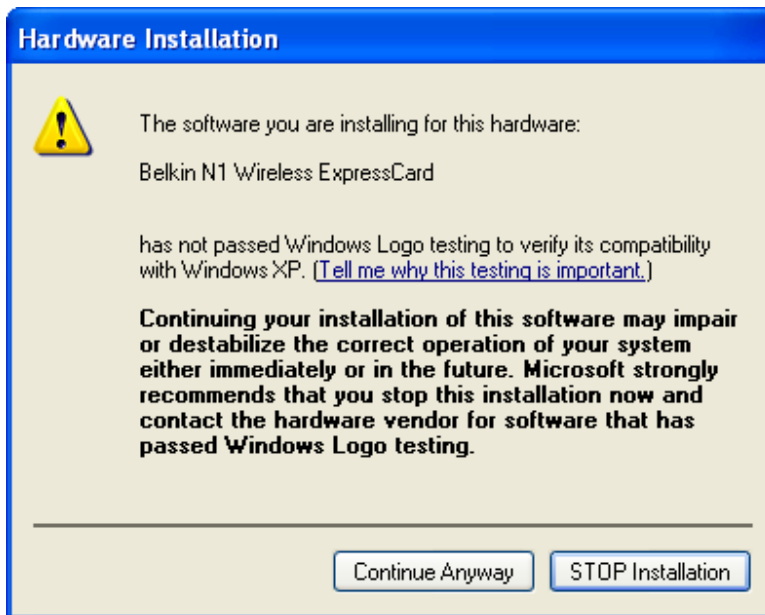 Hardware Installation
The software you are installing for this hardware:
Belkin N1 Wireless ExpressCard
has not passed Windows Logo testing to verify its compatibility
with Windows XP. (Tell me why this testing is important.)
Continuing your installation of this software may impair
or destabilize the correct operation of your system
either immediately or in the future. Microsoft strongly
recommends that you stop this installation now and
contact the hardware vendor for software that has
passed Windows Logo testing.
Continue Anyway STOP Installation